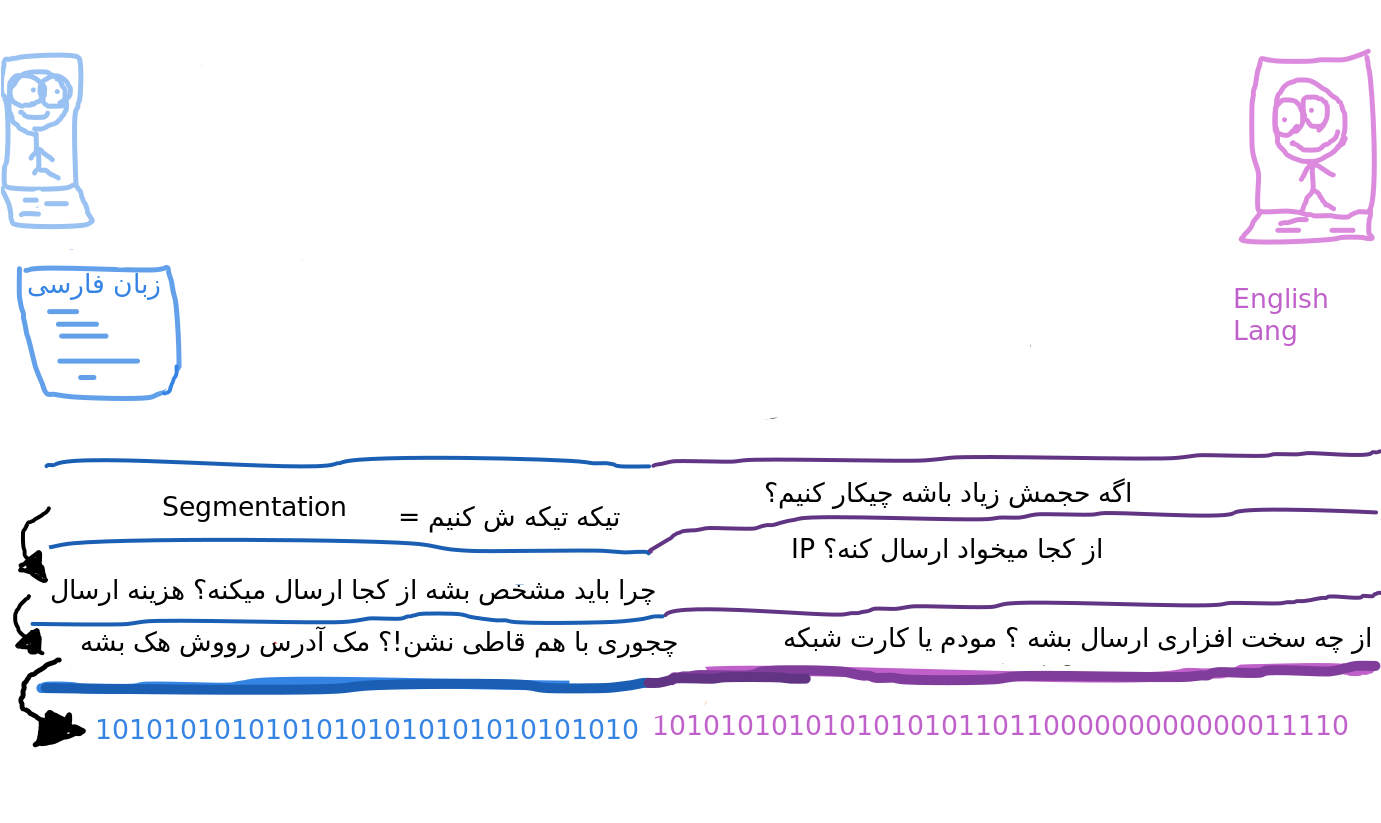 زبان فارسی
English
Lang
اگه حجمش زیاد باشه چیکار کنیم؟
Segmentation
تیکه تیکه ش کنیم =
از کجا میخواد ارسال کنه؟ IP
چرا باید مشخص بشه از کجا ارسال میکنه؟ هزینه ارسال
از چه سخت افزاری ارسال بشه ؟ مودم یا کارت شبکه
چجوری با هم قاطی نشن!؟ مک آدرس رووش هک بشه
10101010101010101010101010101010
10101010101010101011011000000000000011110